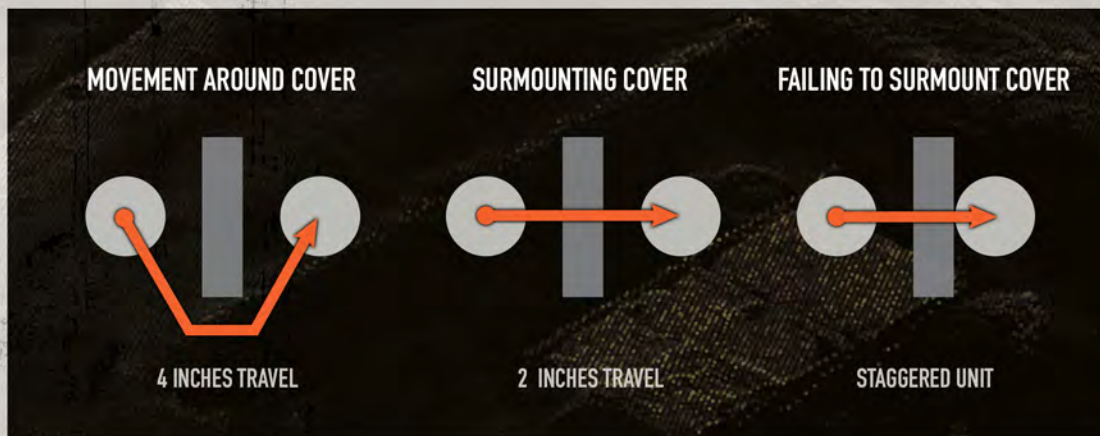 MOVEMENT AROUND COVER
SURMOUNTING COVER
FAILING TO SURMOUNT COVER
4 INCHES TRAVEL
2 INCHES TRAVEL
STAGGERED UNIT